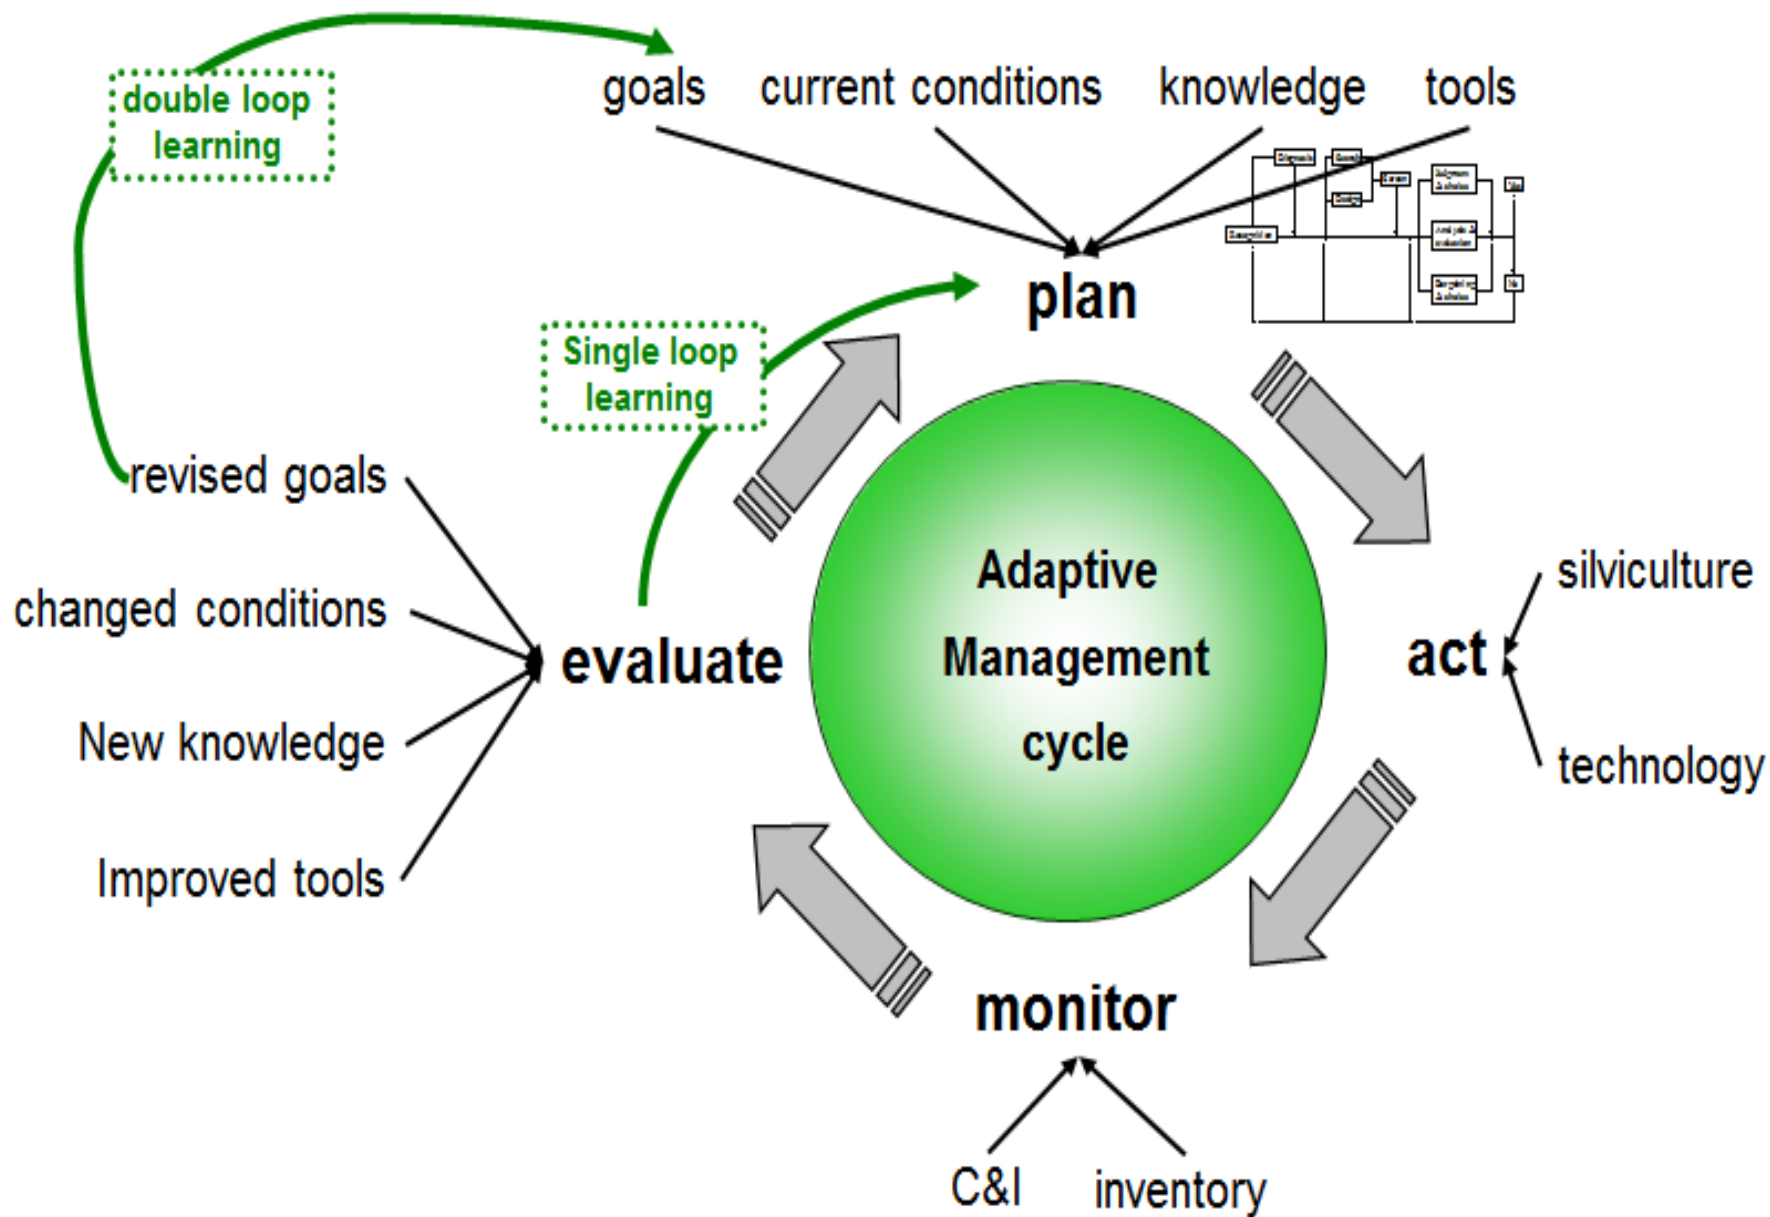 double loop
learning
goals
current conditions
knowledge
tools
plan
Single loop
learning
revised goals
changed conditions
New knowledge
Improved tools
evaluate
Adaptive
Management
cycle
act
silviculture
technology
monitor
C&I
inventory